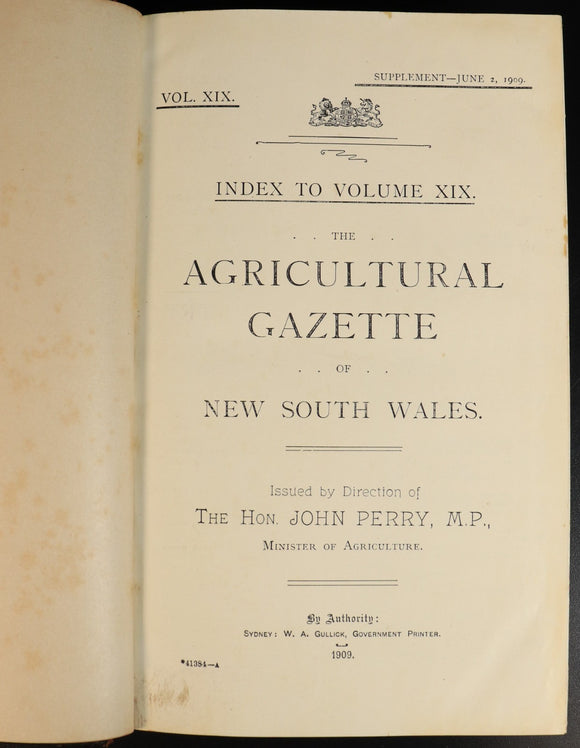 SUPPLEMENT—JUNE 2, 1909.
VOL. XIX.
INDEX TO VOLUME XIX.
. . THE . .
AGRICULTURAL
GAZETTE
. . OF . .
NEW SOUTH WALES.
Issued by Direction of
THE HON. JOHN PERRY, M.P.,
MINISTER OF AGRICULTURE.
By Authority:
SYDNEY: W. A. GULLICK, GOVERNMENT PRINTER.
1909.
*41384—A